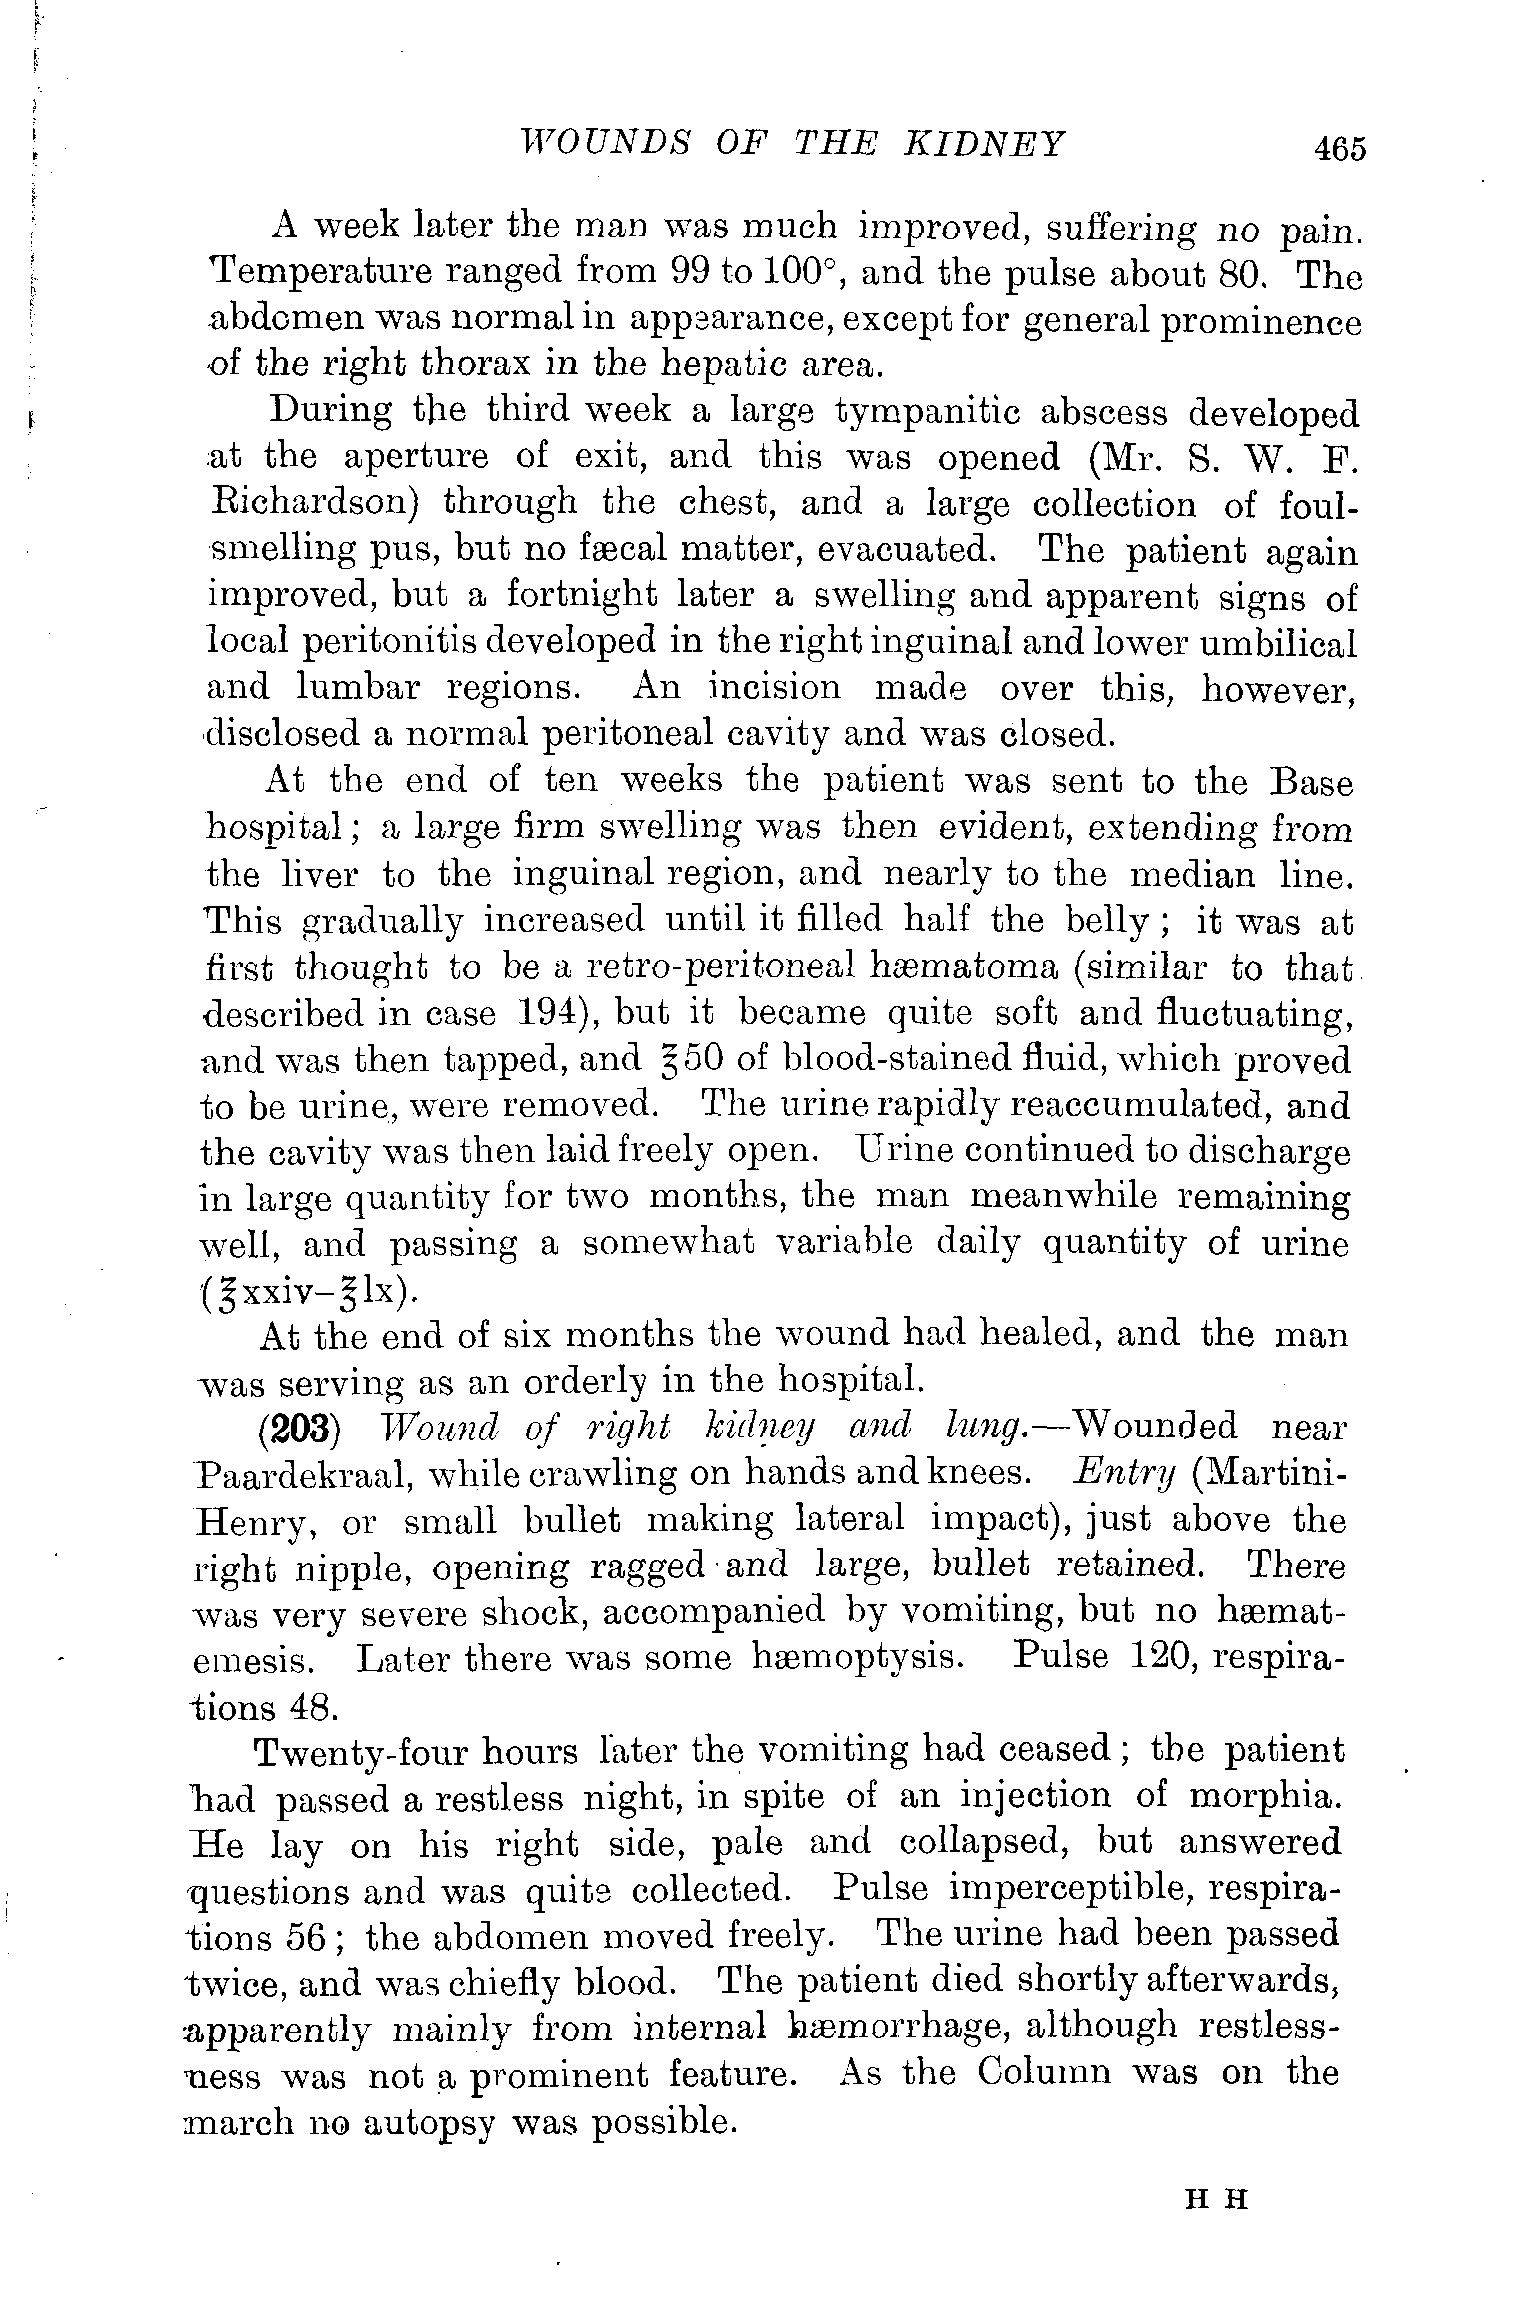 WOUNDS OF THE KIDNEY 465
A week later the man was much improved, suffering no pain.
Temperature ranged from 99 to 100°, and the pulse about 80. The
abdomen was normal in appearance, except for general prominence
of the right thorax in the hepatic area.
During the third week a large tympanitic abscess developed
at the aperture of exit, and this was opened (Mr. S. W. F.
Richardson) through the chest, and a large collection of foul-
smelling pus, but no fæcal matter, evacuated. The patient again
improved, but a fortnight later a swelling and apparent signs of
local peritonitis developed in the right inguinal and lower umbilical
and lumbar regions. An incision made over this, however,
disclosed a normal peritoneal cavity and was closed.
At the end of ten weeks the patient was sent to the Base
hospital; a large firm swelling was then evident, extending from
the liver to the inguinal region, and nearly to the median line.
This gradually increased until it filled half the belly; it was at
first thought to be a retro-peritoneal hæmatoma (similar to that
described in case 194), but it became quite soft and fluctuating,
and was then tapped, and ℥50 of blood-stained fluid, which proved
to be urine, were removed. The urine rapidly reaccumulated, and
the cavity was then laid freely open. Urine continued to discharge
in large quantity for two months, the man meanwhile remaining
well, and passing a somewhat variable daily quantity of urine
(℥xxiv–℥lx).
At the end of six months the wound had healed, and the man
was serving as an orderly in the hospital.
(203) Wound of right kidney and lung.—Wounded near
Paardekraal, while crawling on hands and knees. Entry (Martini-
Henry, or small bullet making lateral impact), just above the
right nipple, opening ragged and large, bullet retained. There
was very severe shock, accompanied by vomiting, but no hæmat-
emesis. Later there was some hæmoptysis. Pulse 120, respira-
tions 48.
Twenty-four hours later the vomiting had ceased; the patient
had passed a restless night, in spite of an injection of morphia.
He lay on his right side, pale and collapsed, but answered
questions and was quite collected. Pulse imperceptible, respira-
tions 56; the abdomen moved freely. The urine had been passed
twice, and was chiefly blood. The patient died shortly afterwards,
apparently mainly from internal hæmorrhage, although restless-
ness was not a prominent feature. As the Column was on the
march no autopsy was possible.
H H